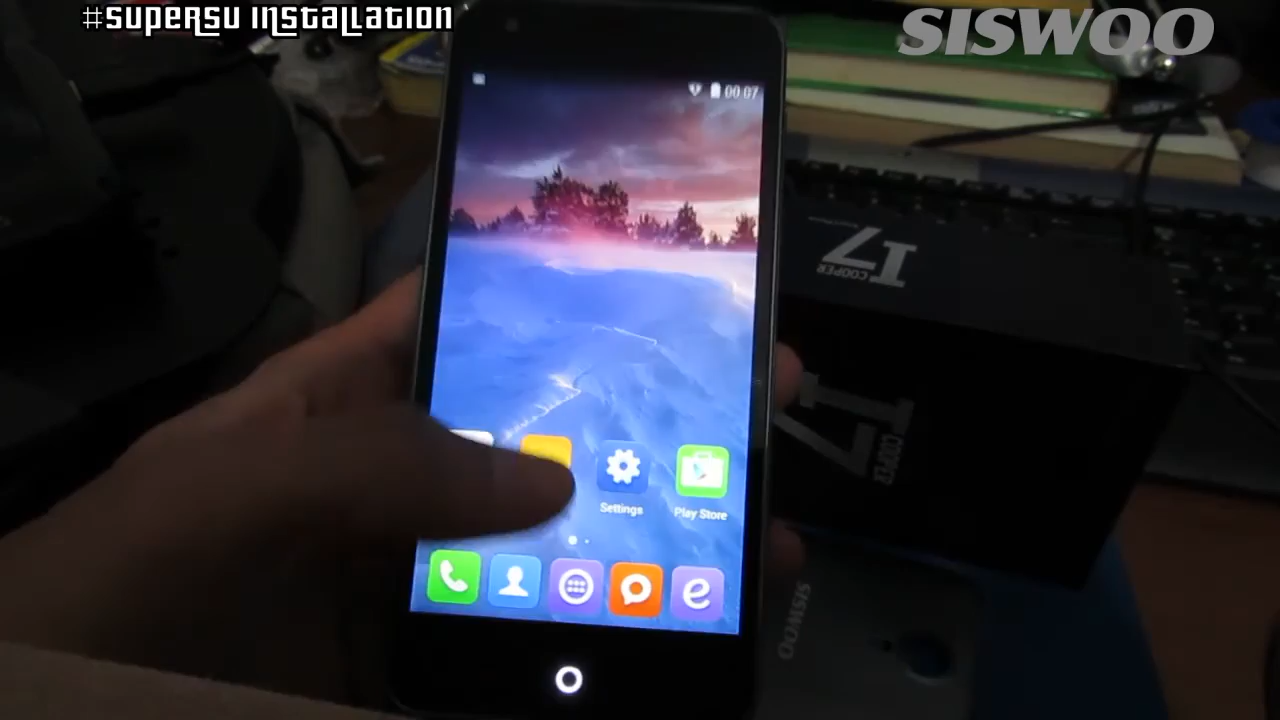 #SUPERSU INSTALLATION
SISWOO
00:07
I7
COOPER
Settings
Play Store
I7
COOPER
SISWOO